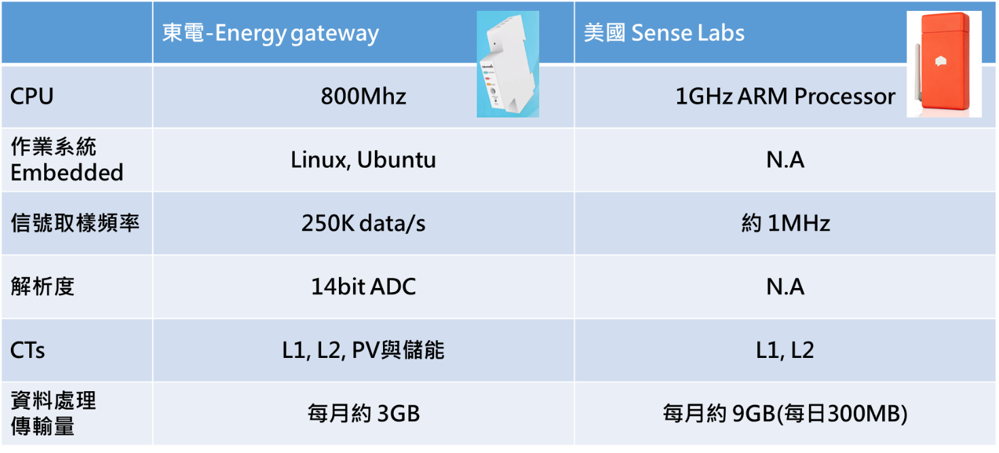 東電-Energy gateway
美國 Sense Labs
CPU
800Mhz
1GHz ARM Processor
作業系統
Embedded
Linux, Ubuntu
N.A
信號取樣頻率
250K data/s
約 1MHz
解析度
14bit ADC
N.A
CTs
L1, L2, PV與儲能
L1, L2
資料處理
傳輸量
每月約 3GB
每月約 9GB(每日300MB)